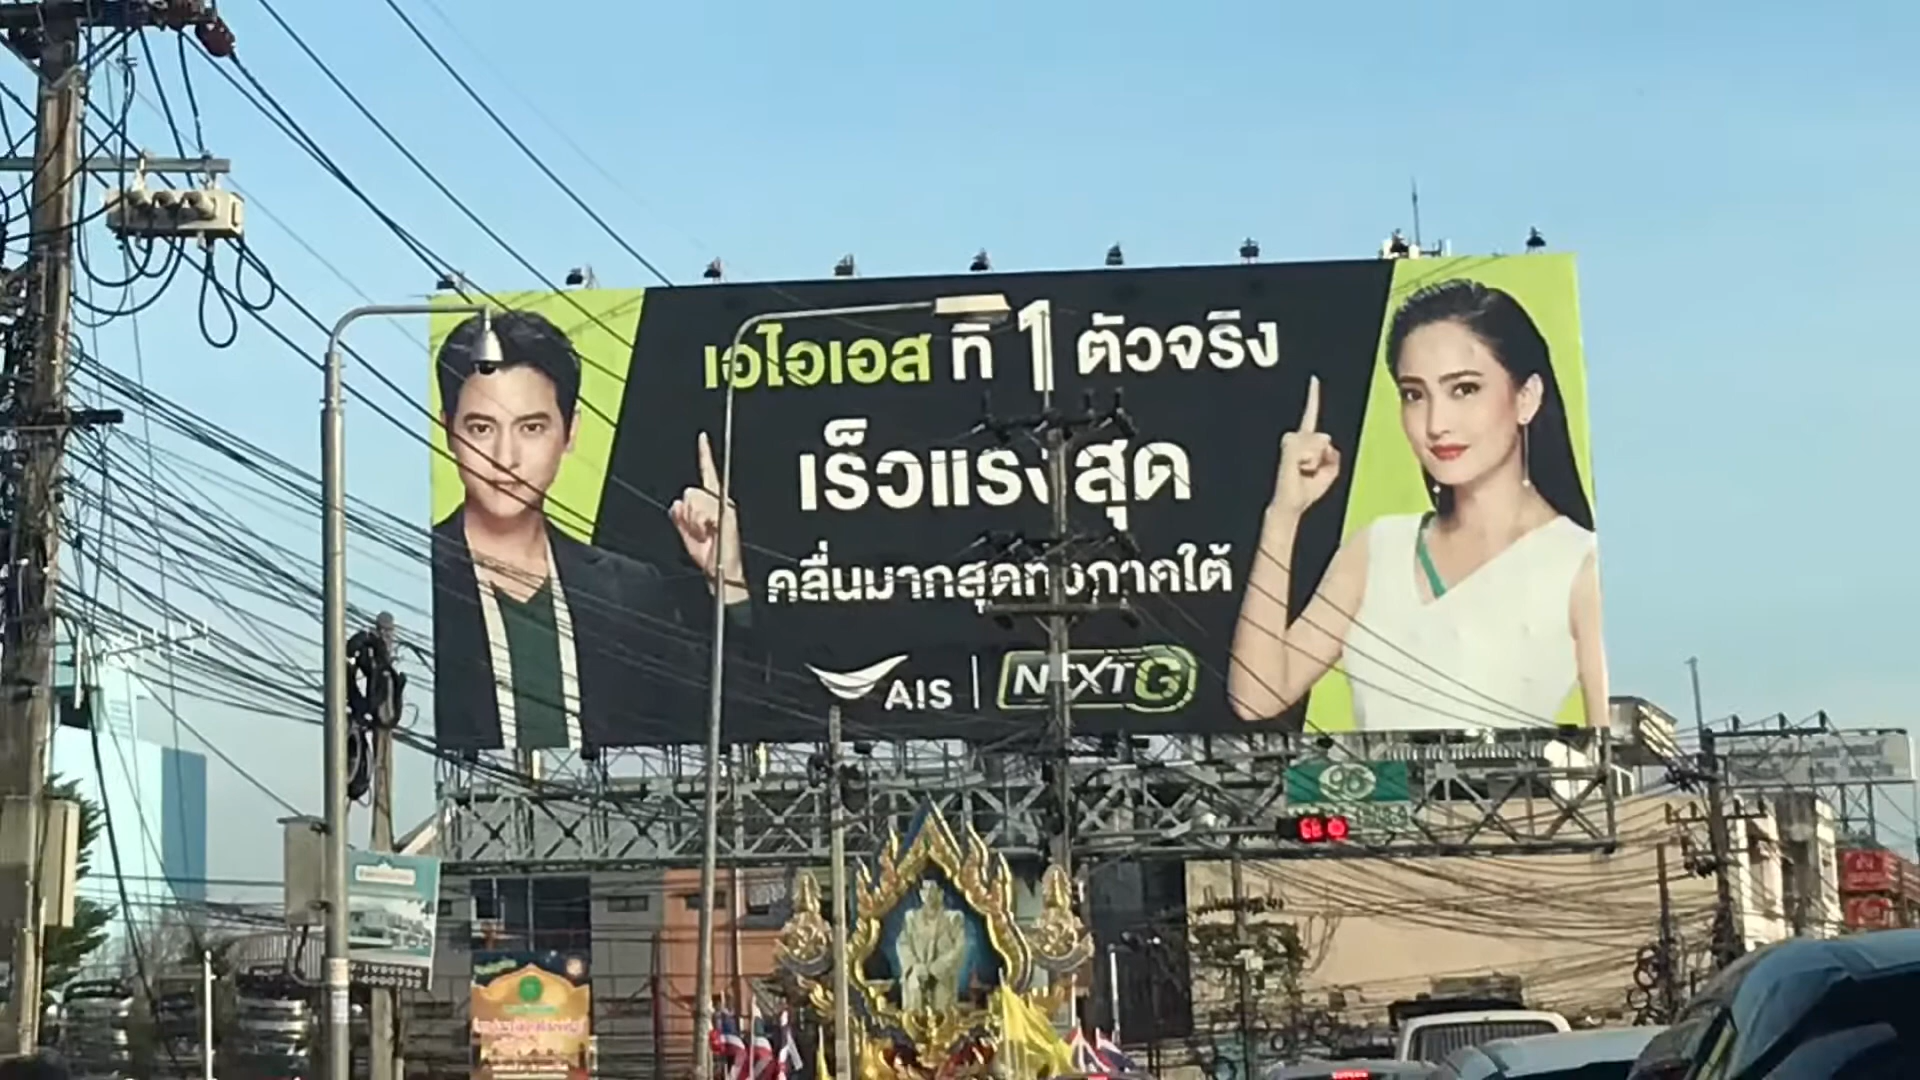 เอไอเอส ที่ 1 ตัวจริง
เร็วแรงสุด
คลื่นมากสุดทั่วภาคใต้
AIS | NEXT G
96